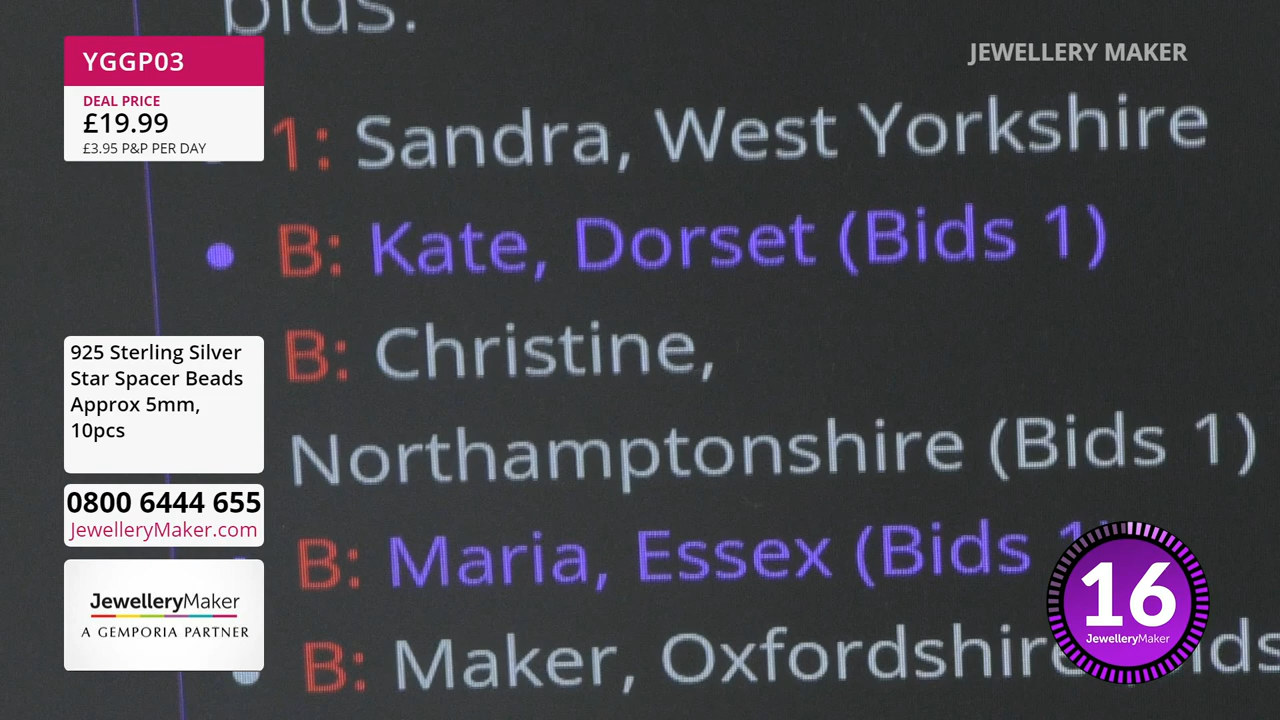 bids.
YGGP03
DEAL PRICE
£19.99
£3.95 P&P PER DAY
JEWELLERY MAKER
1: Sandra, West Yorkshire
B: Kate, Dorset (Bids 1)
B: Christine,
Northamptonshire (Bids 1)
B: Maria, Essex (Bids
B: Maker, Oxfordshire
925 Sterling Silver
Star Spacer Beads
Approx 5mm,
10pcs
0800 6444 655
JewelleryMaker.com
JewelleryMaker
A GEMPORIA PARTNER
16
JewelleryMaker